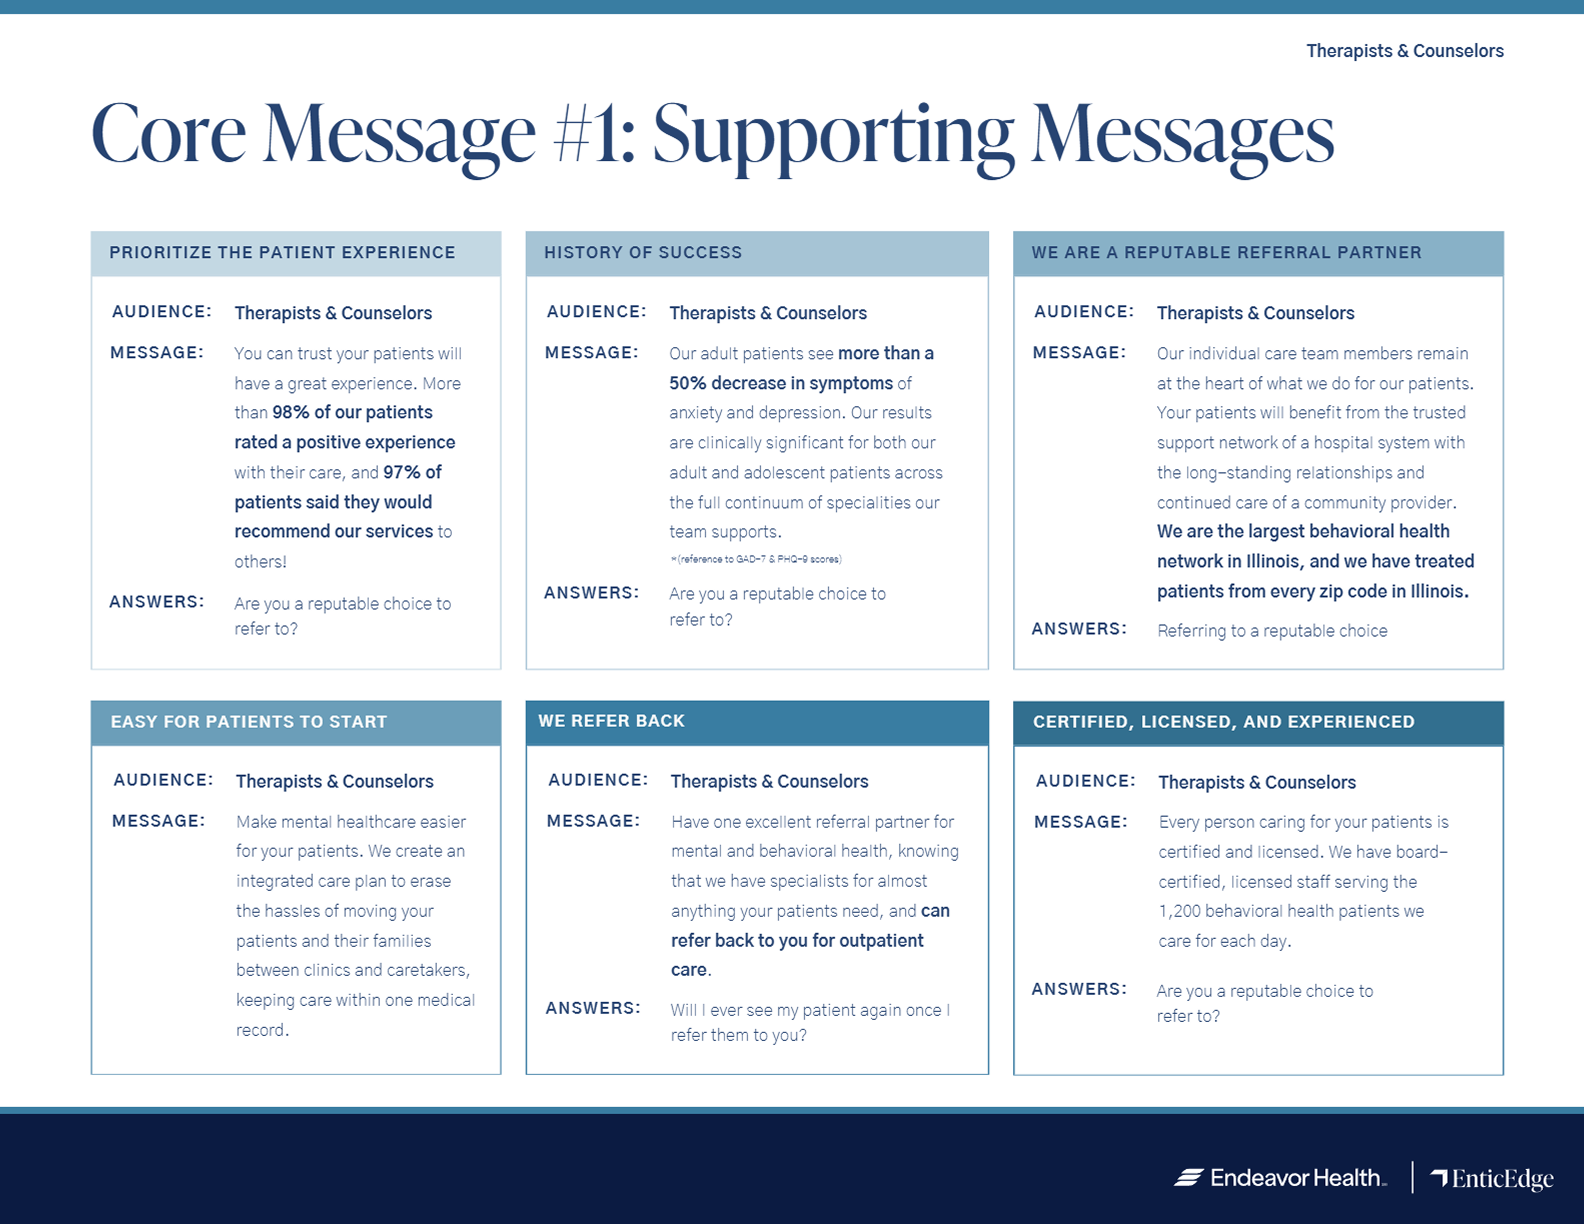 Therapists & Counselors
Core Message #1: Supporting Messages
PRIORITIZE THE PATIENT EXPERIENCE
AUDIENCE: Therapists & Counselors
MESSAGE: You can trust your patients will
have a great experience. More
than 98% of our patients
rated a positive experience
with their care, and 97% of
patients said they would
recommend our services to
others!
ANSWERS: Are you a reputable choice to
refer to?
HISTORY OF SUCCESS
AUDIENCE: Therapists & Counselors
MESSAGE: Our adult patients see more than a
50% decrease in symptoms of
anxiety and depression. Our results
are clinically significant for both our
adult and adolescent patients across
the full continuum of specialities our
team supports.
*(reference to GAD-7 & PHQ-9 scores)
ANSWERS: Are you a reputable choice to
refer to?
WE ARE A REPUTABLE REFERRAL PARTNER
AUDIENCE: Therapists & Counselors
MESSAGE: Our individual care team members remain
at the heart of what we do for our patients.
Your patients will benefit from the trusted
support network of a hospital system with
the long-standing relationships and
continued care of a community provider.
We are the largest behavioral health
network in Illinois, and we have treated
patients from every zip code in Illinois.
ANSWERS: Referring to a reputable choice
EASY FOR PATIENTS TO START
AUDIENCE: Therapists & Counselors
MESSAGE: Make mental healthcare easier
for your patients. We create an
integrated care plan to erase
the hassles of moving your
patients and their families
between clinics and caretakers,
keeping care within one medical
record.
WE REFER BACK
AUDIENCE: Therapists & Counselors
MESSAGE: Have one excellent referral partner for
mental and behavioral health, knowing
that we have specialists for almost
anything your patients need, and can
refer back to you for outpatient
care.
ANSWERS: Will I ever see my patient again once I
refer them to you?
CERTIFIED, LICENSED, AND EXPERIENCED
AUDIENCE: Therapists & Counselors
MESSAGE: Every person caring for your patients is
certified and licensed. We have board-
certified, licensed staff serving the
1,200 behavioral health patients we
care for each day.
ANSWERS: Are you a reputable choice to
refer to?
Endeavor Health
EnticEdge